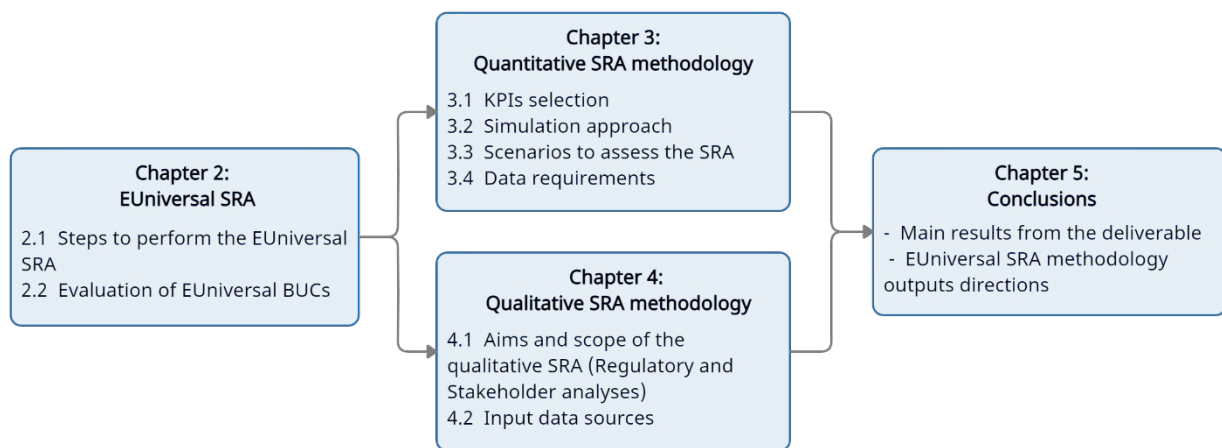 Chapter 2:
EUniversal SRA
2.1 Steps to perform the EUniversal
SRA
2.2 Evaluation of EUniversal BUCs
Chapter 3:
Quantitative SRA methodology
3.1 KPIs selection
3.2 Simulation approach
3.3 Scenarios to assess the SRA
3.4 Data requirements
Chapter 4:
Qualitative SRA methodology
4.1 Aims and scope of the
qualitative SRA (Regulatory and
Stakeholder analyses)
4.2 Input data sources
Chapter 5:
Conclusions
- Main results from the deliverable
- EUniversal SRA methodology
outputs directions